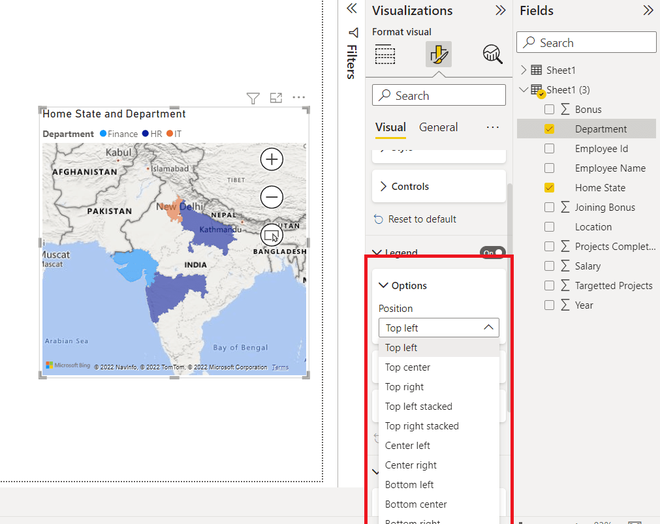 Home State and Department
Department Finance HR IT
Kabul
Islamabad
AFGHANISTAN
TIBET
PAKISTAN
New Delhi
NEPAL
Kathmandu
Muscat
Mascat
BANGLADESH
INDIA
Arabian Sea
Bay of Bengal
Microsoft Bing
© 2022 NavInfo, © 2022 TomTom, © 2022 Microsoft Corporation Terms
Filters
Visualizations
Format visual
Search
Visual General
Style
Controls
Reset to default
Legend On
Options
Position
Top left
Top left
Top center
Top right
Top left stacked
Top right stacked
Center left
Center right
Bottom left
Bottom center
Bottom right
Fields
Search
Sheet1
Sheet1 (3)
Bonus
Department
Employee Id
Employee Name
Home State
Joining Bonus
Location
Projects Complet...
Salary
Targetted Projects
Year